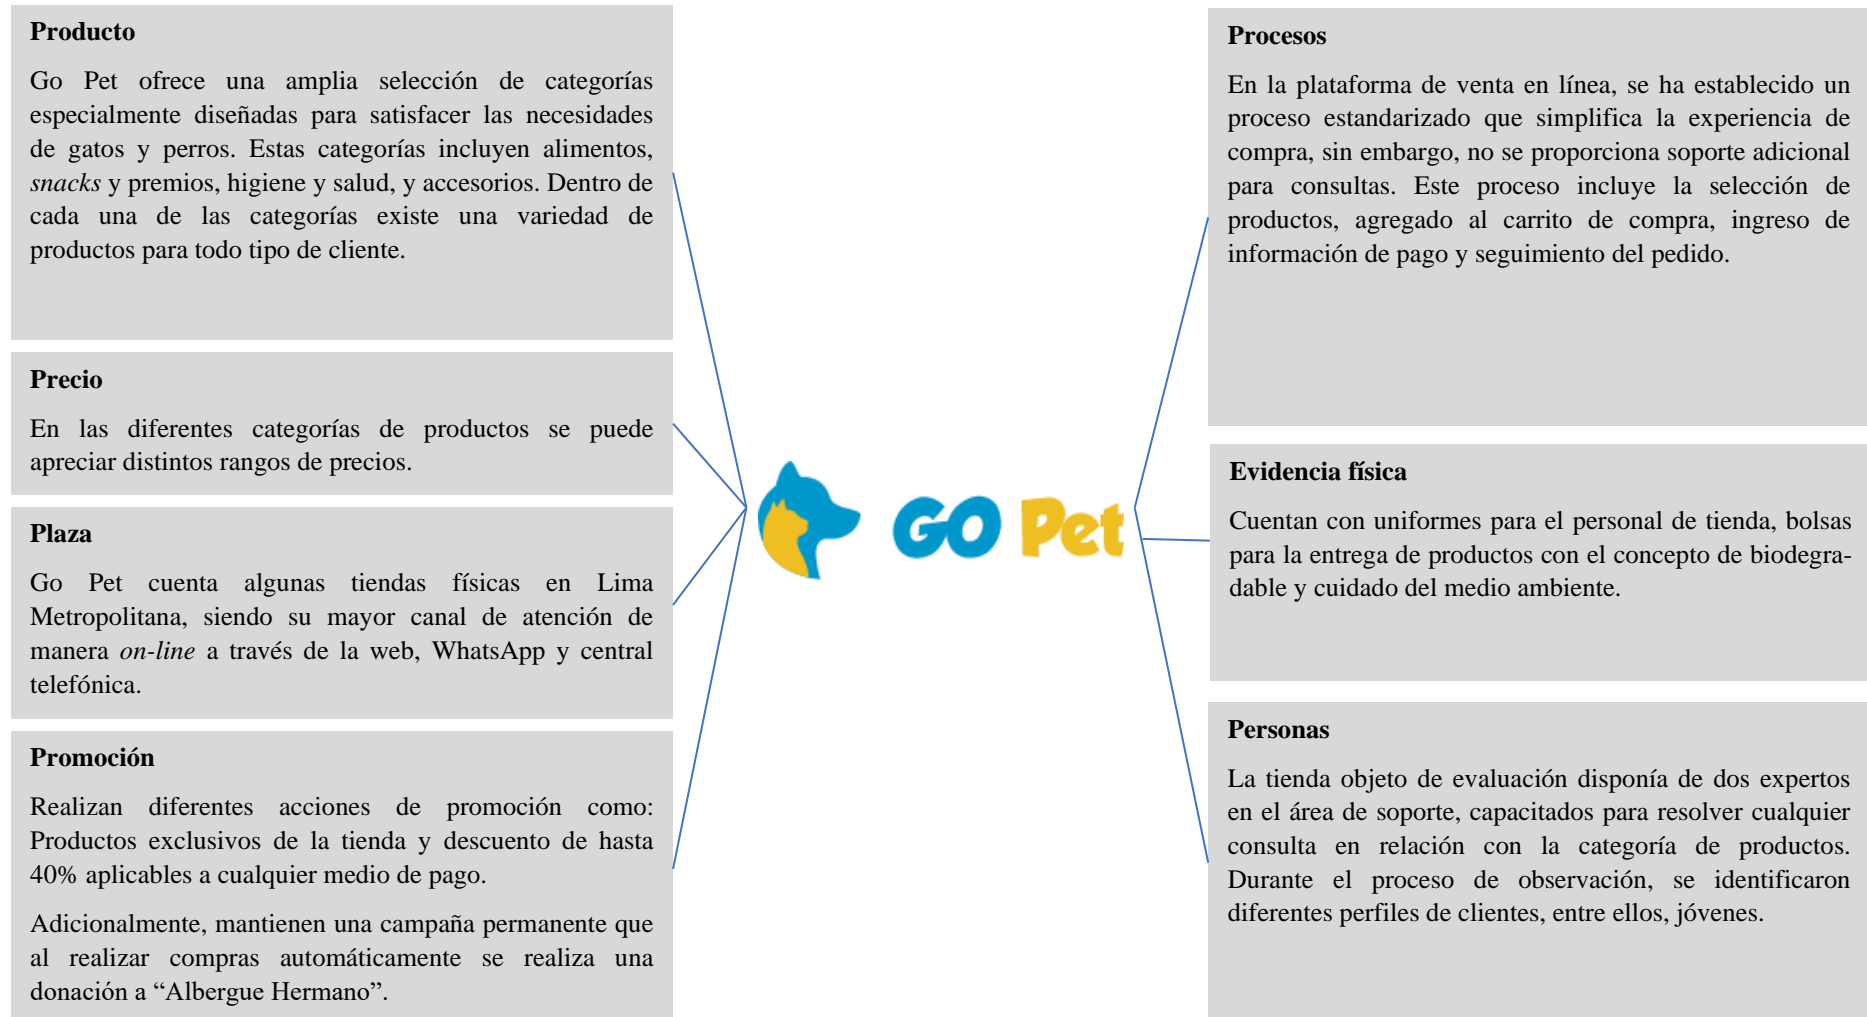 Producto
Go Pet ofrece una amplia selección de categorías
especialmente diseñadas para satisfacer las necesidades
de gatos y perros. Estas categorías incluyen alimentos,
snacks y premios, higiene y salud, y accesorios. Dentro de
cada una de las categorías existe una variedad de
productos para todo tipo de cliente.
Precio
En las diferentes categorías de productos se puede
apreciar distintos rangos de precios.
Plaza
Go Pet cuenta algunas tiendas físicas en Lima
Metropolitana, siendo su mayor canal de atención de
manera on-line a través de la web, WhatsApp y central
telefónica.
Promoción
Realizan diferentes acciones de promoción como:
Productos exclusivos de la tienda y descuento de hasta
40% aplicables a cualquier medio de pago.
Adicionalmente, mantienen una campaña permanente que
al realizar compras automáticamente se realiza una
donación a “Albergue Hermano”.
GO Pet
Procesos
En la plataforma de venta en línea, se ha establecido un
proceso estandarizado que simplifica la experiencia de
compra, sin embargo, no se proporciona soporte adicional
para consultas. Este proceso incluye la selección de
productos, agregado al carrito de compra, ingreso de
información de pago y seguimiento del pedido.
Evidencia física
Cuentan con uniformes para el personal de tienda, bolsas
para la entrega de productos con el concepto de biodegra-
dable y cuidado del medio ambiente.
Personas
La tienda objeto de evaluación disponía de dos expertos
en el área de soporte, capacitados para resolver cualquier
consulta en relación con la categoría de productos.
Durante el proceso de observación, se identificaron
diferentes perfiles de clientes, entre ellos, jóvenes.